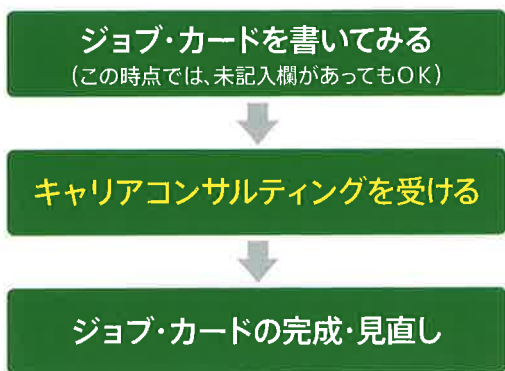 ジョブ・カードを書いてみる
(この時点では、未記入欄があってもOK)
キャリアコンサルティングを受ける
ジョブ・カードの完成・見直し